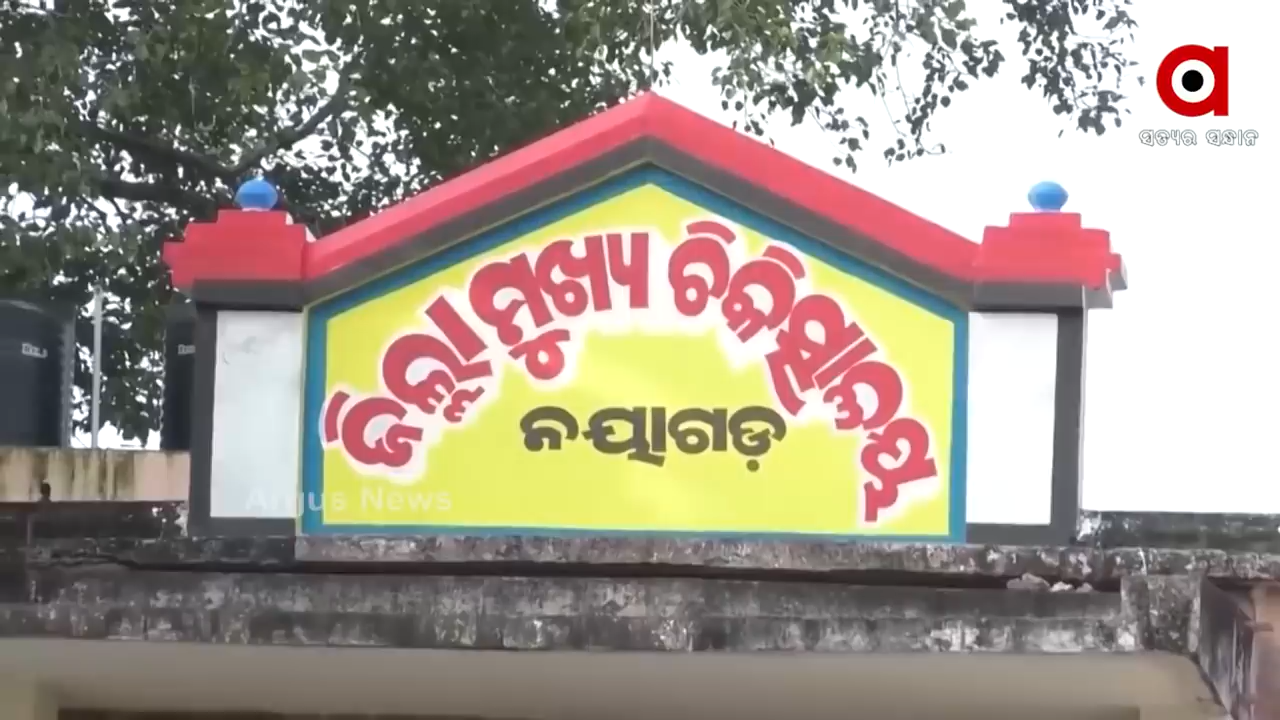 ଜିଲ୍ଲା ମୁଖ୍ୟ ଚିକିତ୍ସାଳୟ
ନୟାଗଡ଼
ସତ୍ୟର ସନ୍ଧାନ
Argus News